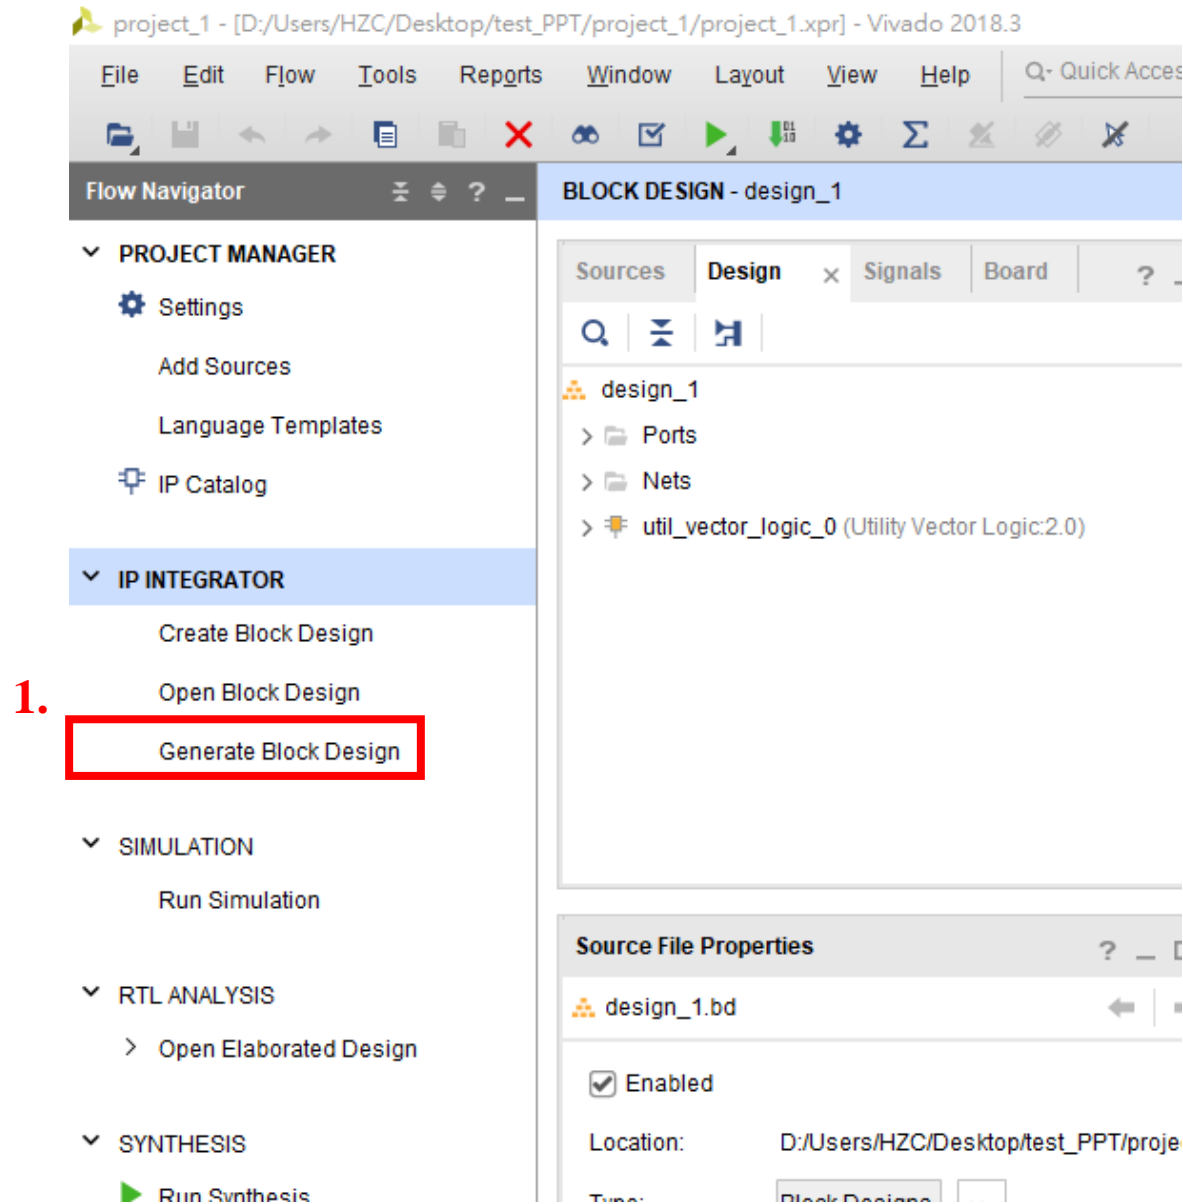 project_1 - [D:/Users/HZC/Desktop/test_PPT/project_1/project_1.xpr] - Vivado 2018.3
File Edit Flow Tools Reports Window Layout View Help Quick Acces
Flow Navigator ?
PROJECT MANAGER
Settings
Add Sources
Language Templates
IP Catalog
IP INTEGRATOR
Create Block Design
Open Block Design
1.
Generate Block Design
SIMULATION
Run Simulation
RTL ANALYSIS
Open Elaborated Design
SYNTHESIS
Run Synthesis
BLOCK DESIGN - design_1
Sources Design Signals Board ?
design_1
Ports
Nets
util_vector_logic_0 (Utility Vector Logic:2.0)
Source File Properties ?
design_1.bd
Enabled
Location: D:/Users/HZC/Desktop/test_PPT/proje
Type: Block Designs